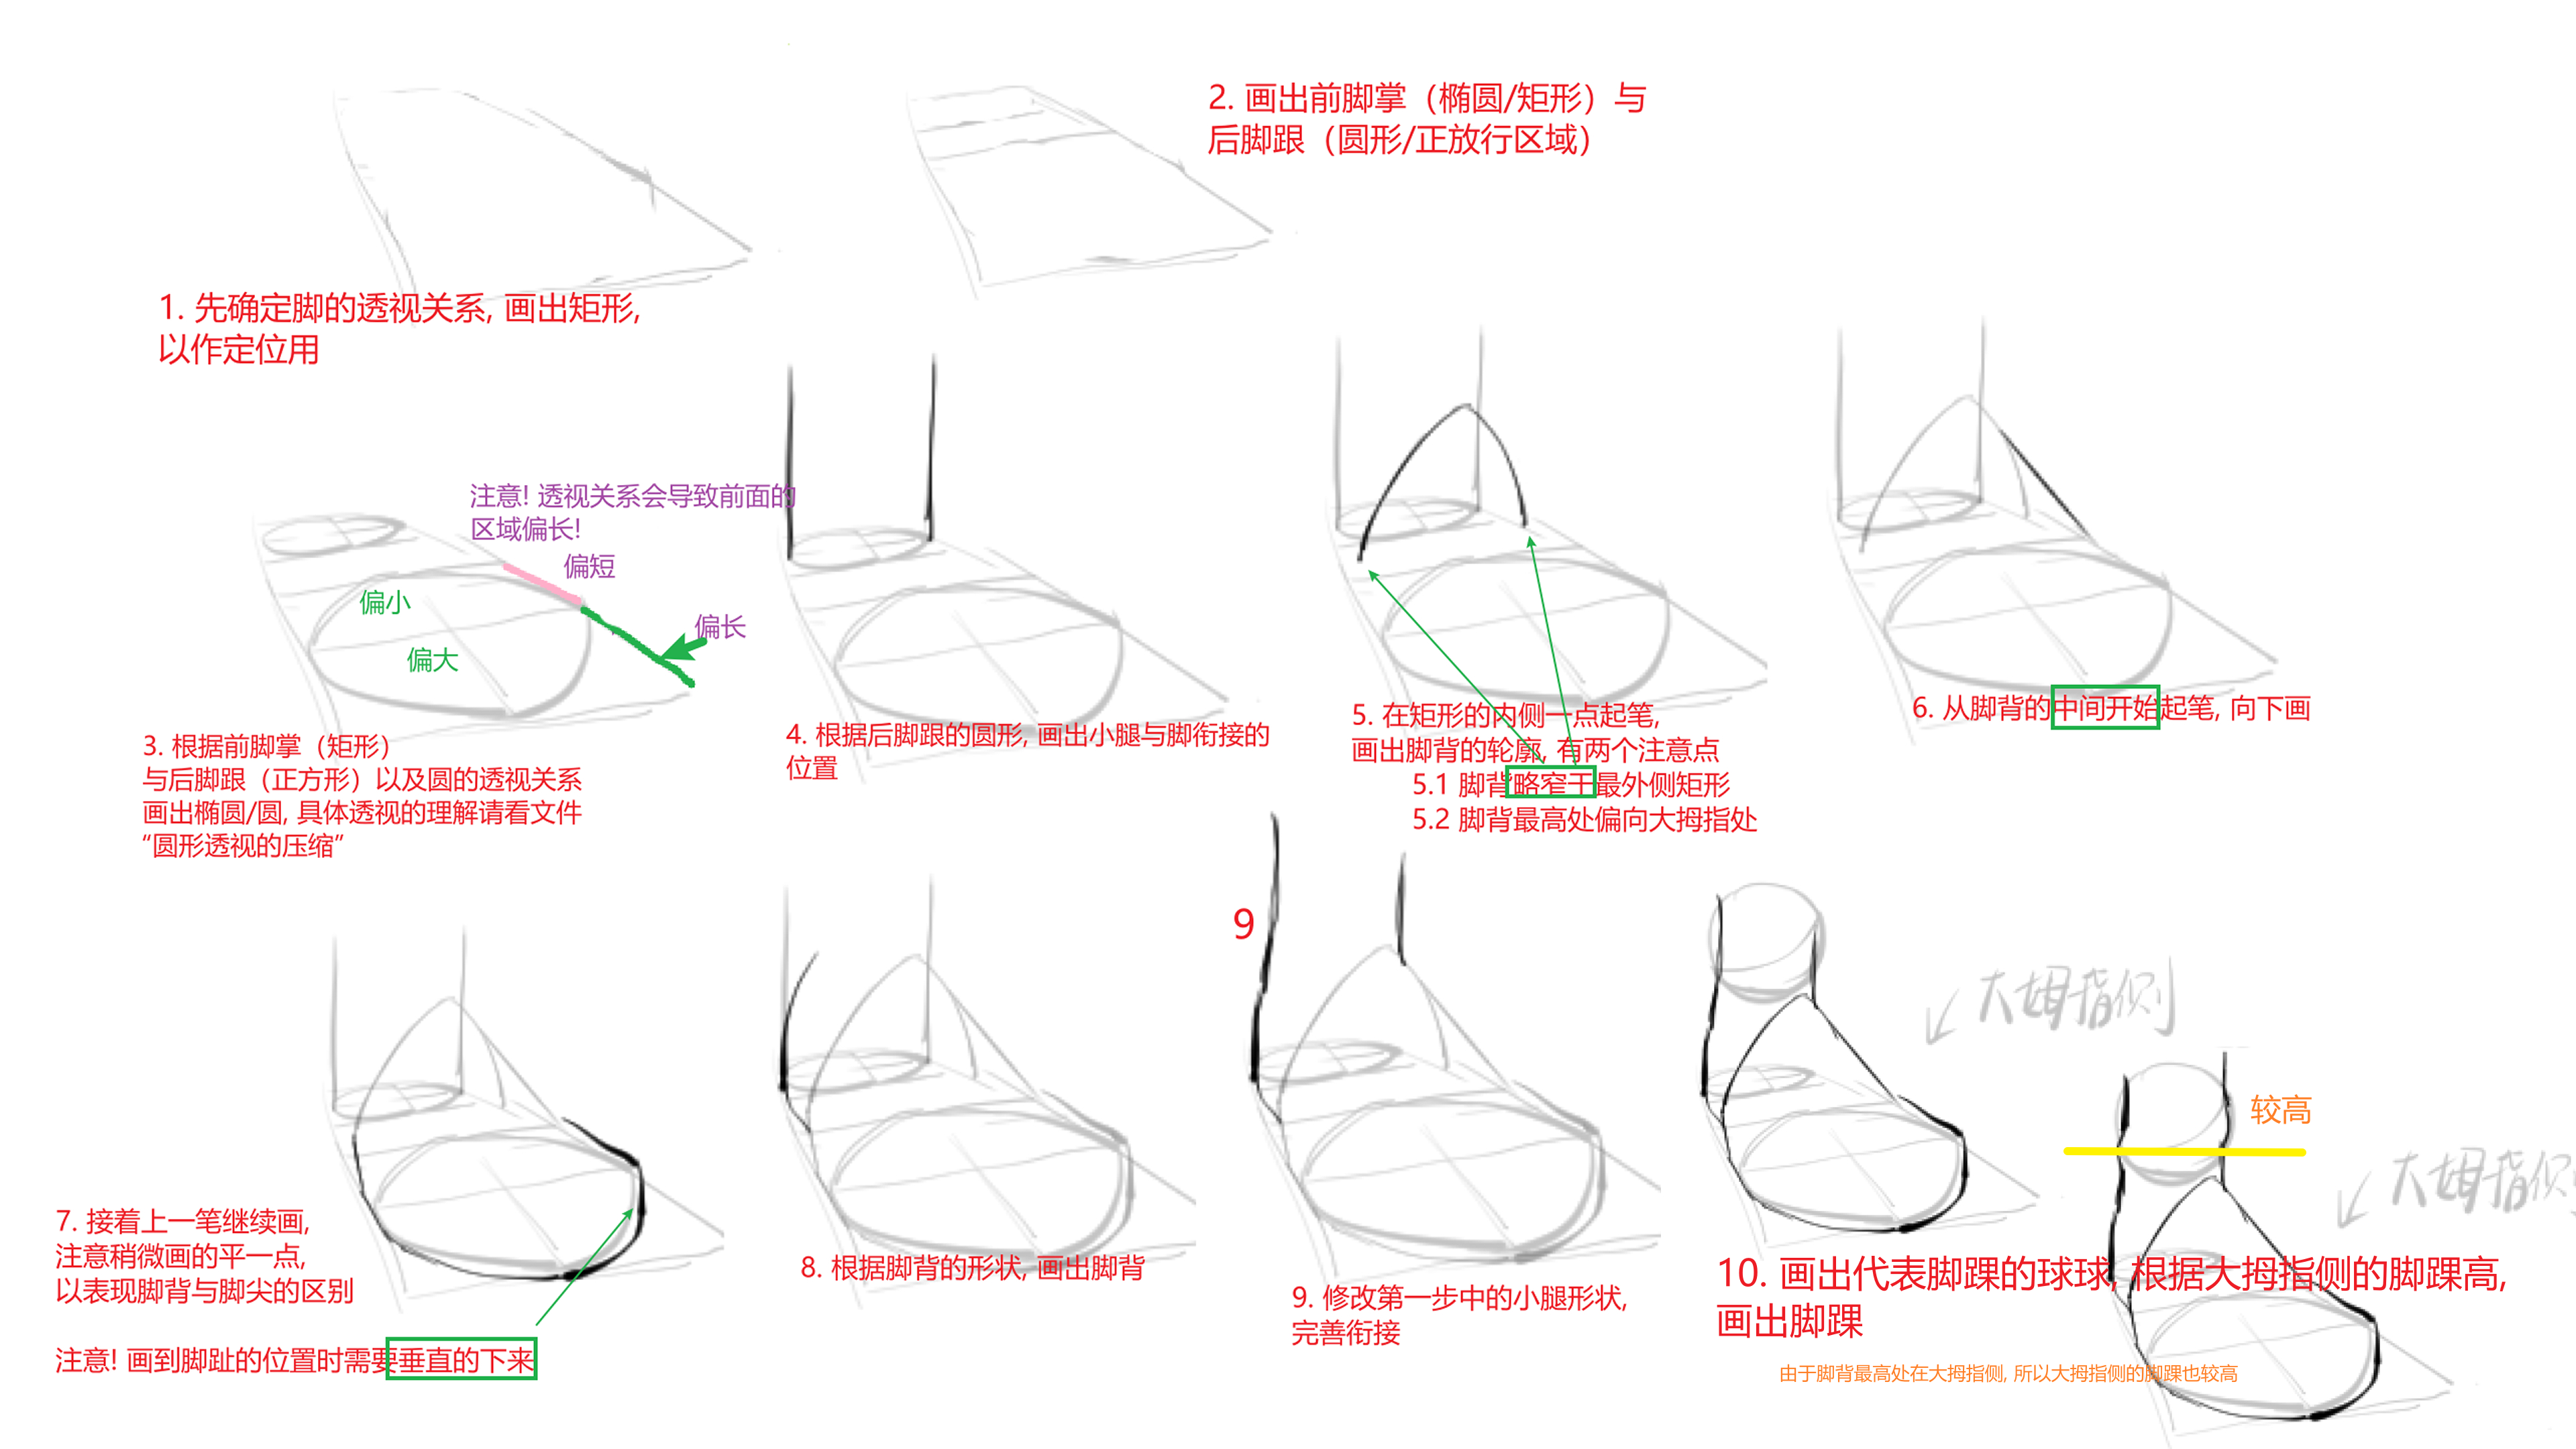 1. 先确定脚的透视关系, 画出矩形,
以作定位用
2. 画出前脚掌（椭圆/矩形）与
后脚跟（圆形/正放行区域）
注意! 透视关系会导致前面的
区域偏长!
偏短
偏长
偏小
偏大
3. 根据前脚掌（矩形）
与后脚跟（正方形）以及圆的透视关系
画出椭圆/圆, 具体透视的理解请看文件
“圆形透视的压缩”
4. 根据后脚跟的圆形, 画出小腿与脚衔接的
位置
5. 在矩形的内侧一点起笔,
画出脚背的轮廓, 有两个注意点
5.1 脚背略窄于最外侧矩形
5.2 脚背最高处偏向大拇指处
6. 从脚背的中间开始起笔, 向下画
7. 接着上一笔继续画,
注意稍微画的平一点,
以表现脚背与脚尖的区别
注意! 画到脚趾的位置时需要垂直的下来
8. 根据脚背的形状, 画出脚背
9
9. 修改第一步中的小腿形状,
完善衔接
大姆指侧
较高
大姆指侧
10. 画出代表脚踝的球球, 根据大拇指侧的脚踝高,
画出脚踝
由于脚背最高处在大拇指侧, 所以大拇指侧的脚踝也较高